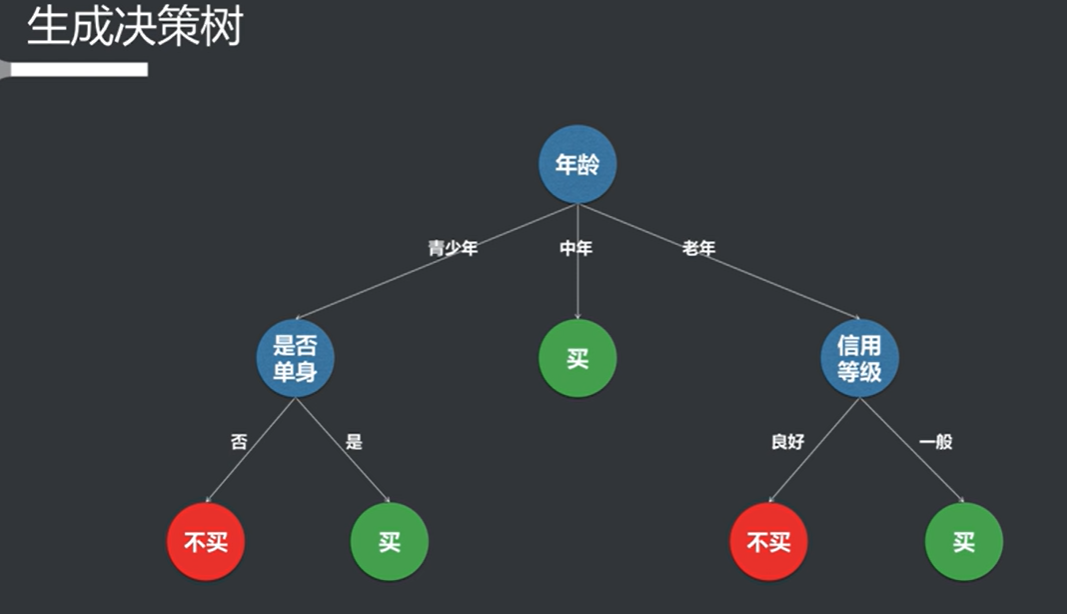 生成决策树
年龄
青少年
中年
老年
是否
单身
买
信用
等级
否
是
良好
一般
不买
买
不买
买